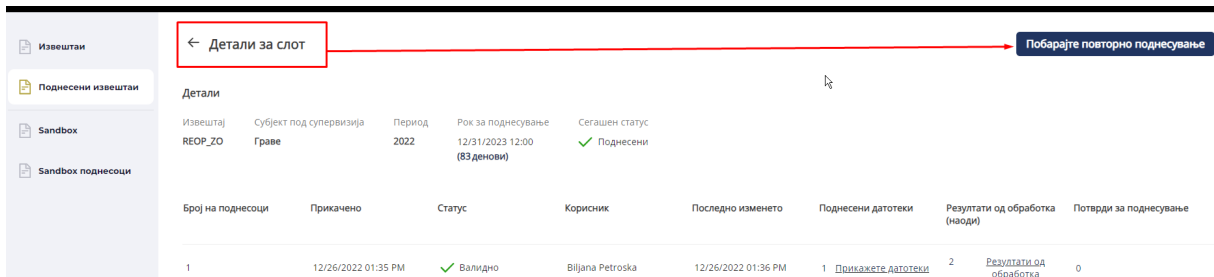 Извештаи
Поднесени извештаи
Sandbox
Sandbox поднесоци
← Детали за слот
Побарајте повторно поднесување
Детали
Извештај Субјект под супервизија Период Рок за поднесување Сегашен статус
REOP_ZO Граве 2022 12/31/2023 12:00 Поднесени
(83 денови)
Број на поднесоци Прикачено Статус Корисник Последно изменето Поднесени датотеки Резултати од обработка Потврди за поднесување
(наоди)
1 12/26/2022 01:35 PM Валидно Biljana Petroska 12/26/2022 01:36 PM 1 Прикажете датотеки 2 Резултати од 0
обработка